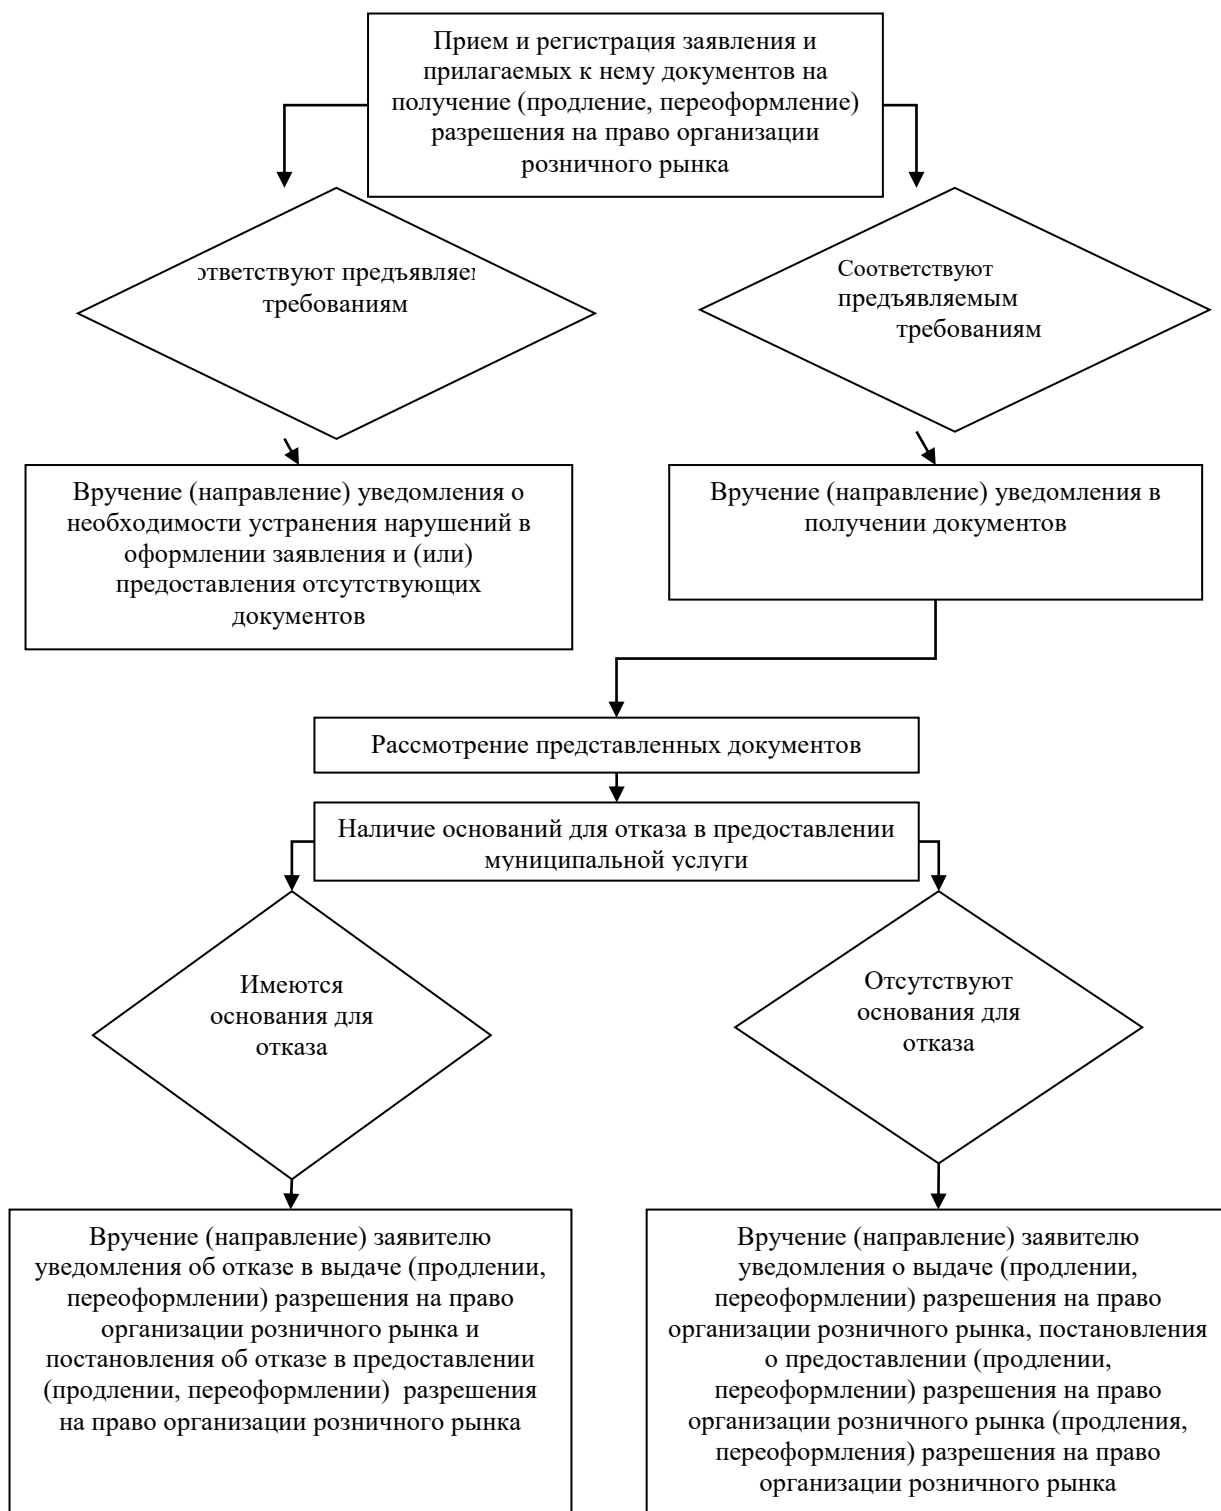 Прием и регистрация заявления и
прилагаемых к нему документов на
получение (продление, переоформление)
разрешения на право организации
розничного рынка
требованиям
Соответствуют
предъявляемым
требованиям
Вручение (направление) уведомления о
необходимости устранения нарушений в
оформлении заявления и (или)
предоставления отсутствующих
документов
Вручение (направление) уведомления в
получении документов
Рассмотрение представленных документов
Наличие оснований для отказа в предоставлении
муниципальной услуги
Имеются
основания для
отказа
Отсутствуют
основания для
отказа
Вручение (направление) заявителю
уведомления об отказе в выдаче (продлении,
переоформлении) разрешения на право
организации розничного рынка и
постановления об отказе в предоставлении
(продлении, переоформлении)  разрешения
на право организации розничного рынка
Вручение (направление) заявителю
уведомления о выдаче (продлении,
переоформлении) разрешения на право
организации розничного рынка, постановления
о предоставлении (продлении,
переоформлении) разрешения на право
организации розничного рынка (продления,
переоформления) разрешения на право
организации розничного рынка